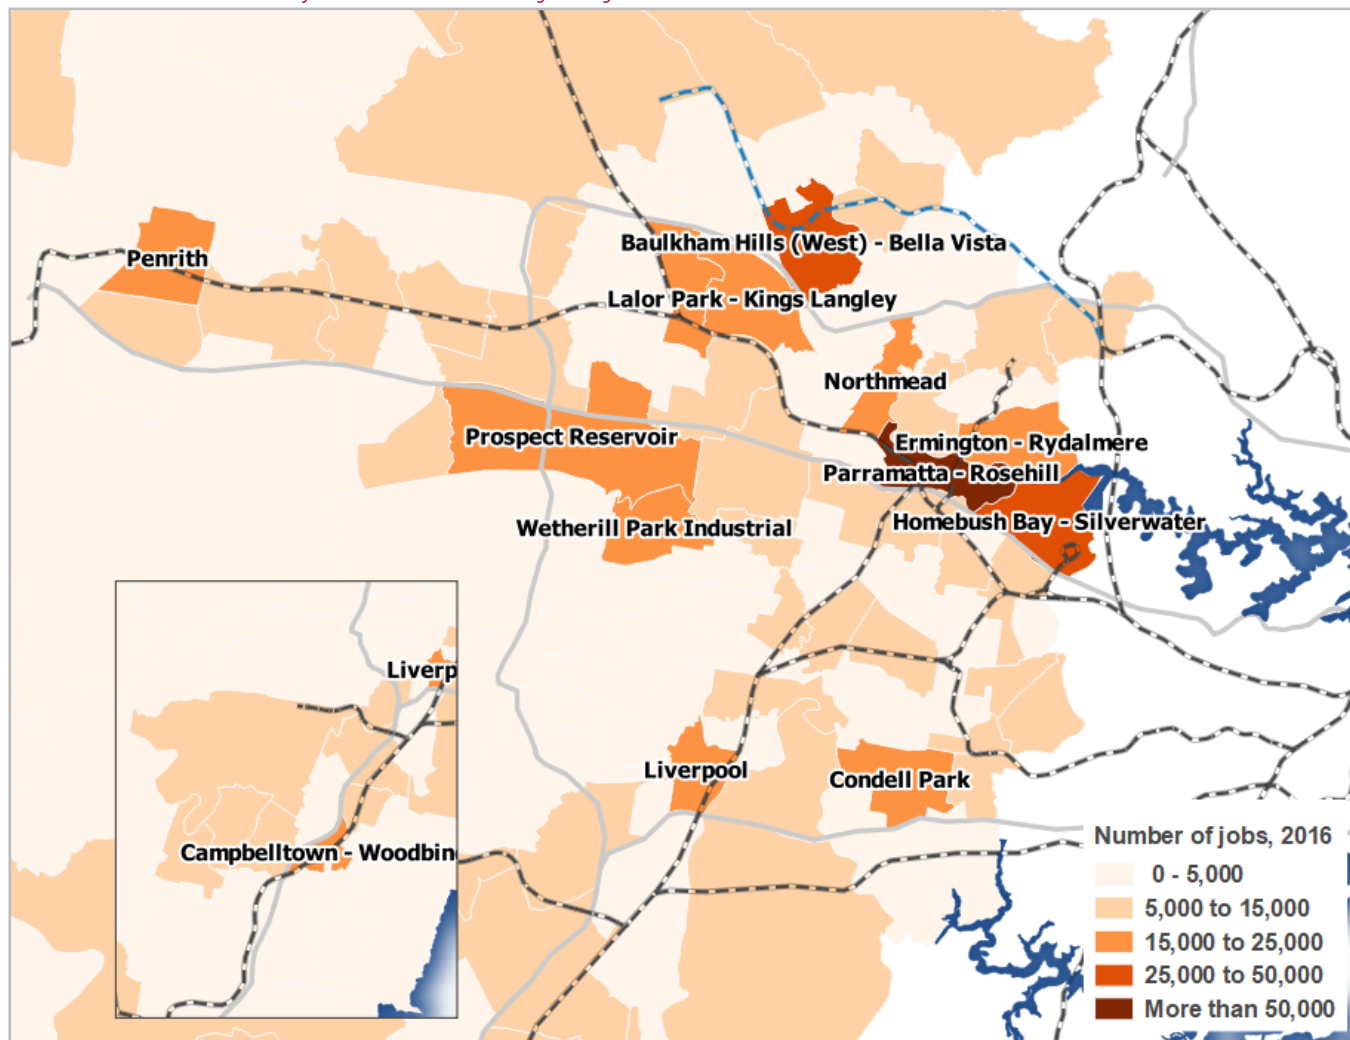 Baulkham Hills (West) - Bella Vista
Penrith
Lalor Park - Kings Langley
Northmead
Prospect Reservoir
Ermington - Rydalmere
Parramatta - Rosehill
Wetherill Park Industrial
Homebush Bay - Silverwater
Liverp
Liverpool
Condell Park
Campbelltown - Woodbin
Number of jobs, 2016
0 - 5,000
5,000 to 15,000
15,000 to 25,000
25,000 to 50,000
More than 50,000